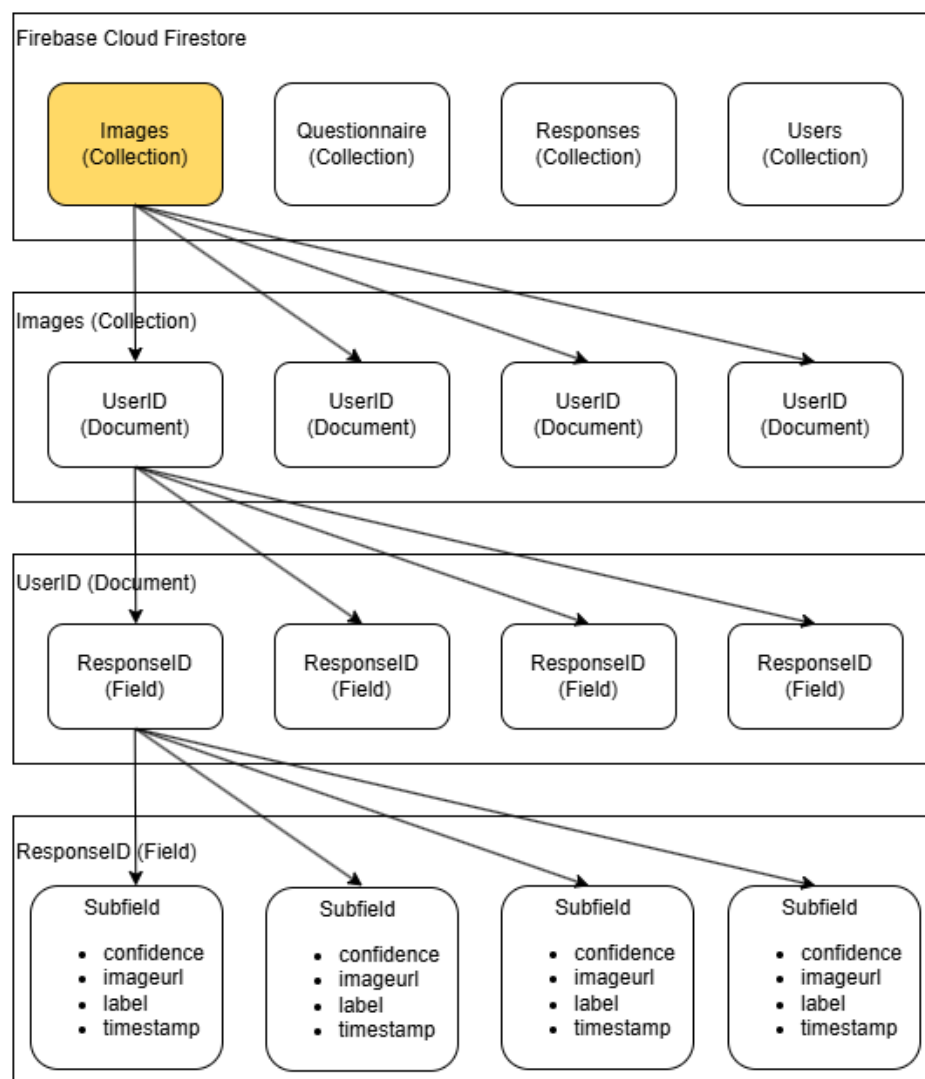 Firebase Cloud Firestore
Images
(Collection)
Questionnaire
(Collection)
Responses
(Collection)
Users
(Collection)
Images (Collection)
UserID
(Document)
UserID
(Document)
UserID
(Document)
UserID
(Document)
UserID (Document)
ResponseID
(Field)
ResponseID
(Field)
ResponseID
(Field)
ResponseID
(Field)
ResponseID (Field)
Subfield
• confidence
• imageurl
• label
• timestamp
Subfield
• confidence
• imageurl
• label
• timestamp
Subfield
• confidence
• imageurl
• label
• timestamp
Subfield
• confidence
• imageurl
• label
• timestamp